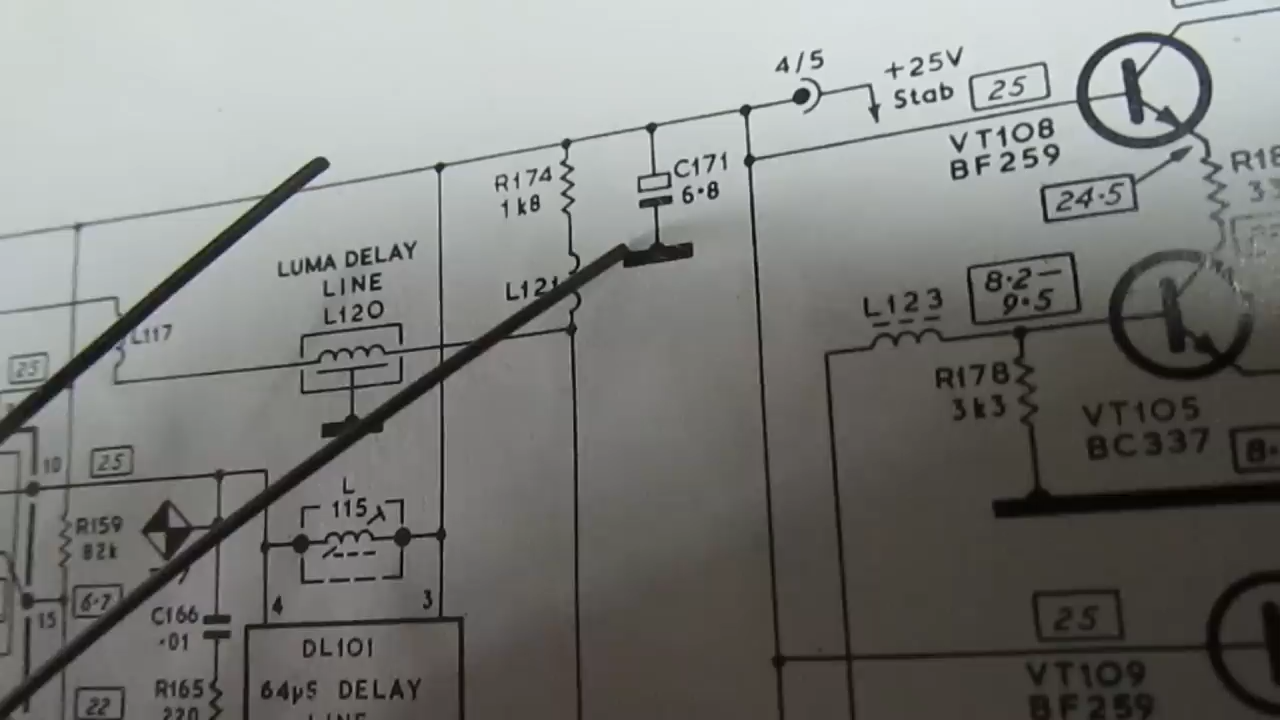 4/5
+25V
Stab
25
VT108
BF259
24·5
R174
1k8
C171
6·8
LUMA DELAY
LINE
L120
L121
L117
L123
8·2–
9·5
R178
3k3
VT105
BC337
25
10
25
L
115
R159
82k
6·7
15
C166
·01
4
3
DL101
64µS DELAY
LINE
R165
220
22
25
VT109
BF259